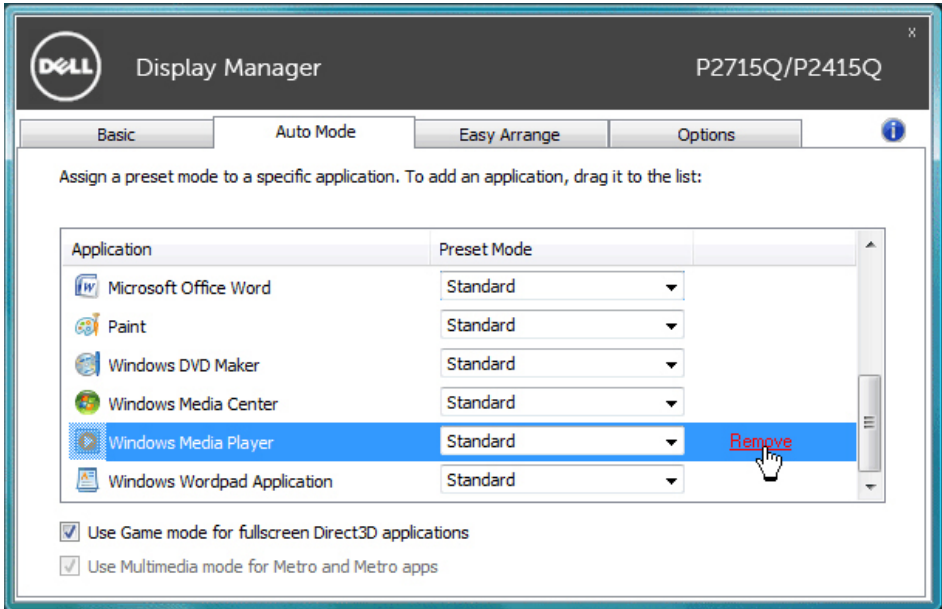 DELL
Display Manager
P2715Q/P2415Q
x
Basic
Auto Mode
Easy Arrange
Options
i
Assign a preset mode to a specific application. To add an application, drag it to the list:
Application
Preset Mode
Microsoft Office Word
Standard
Paint
Standard
Windows DVD Maker
Standard
Windows Media Center
Standard
Windows Media Player
Standard
Remove
Windows Wordpad Application
Standard
Use Game mode for fullscreen Direct3D applications
Use Multimedia mode for Metro and Metro apps